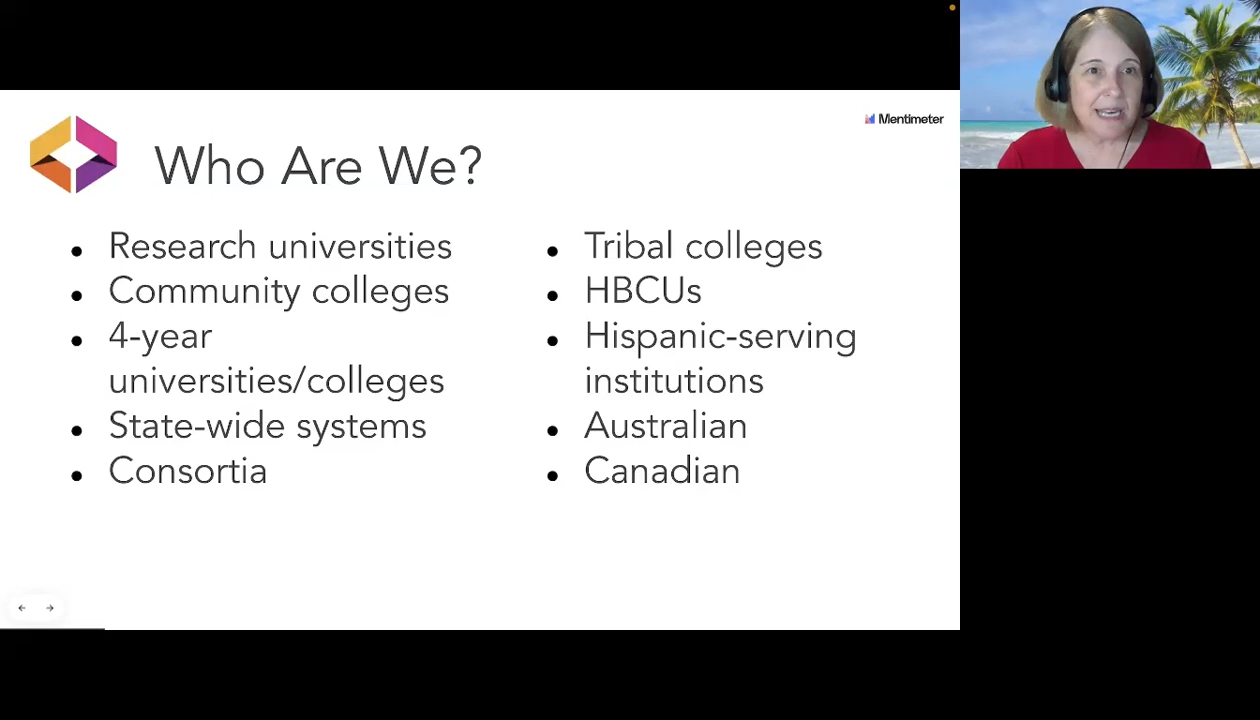 Mentimeter
Who Are We?
• Research universities
• Community colleges
• 4-year
universities/colleges
• State-wide systems
• Consortia
• Tribal colleges
• HBCUs
• Hispanic-serving
institutions
• Australian
• Canadian